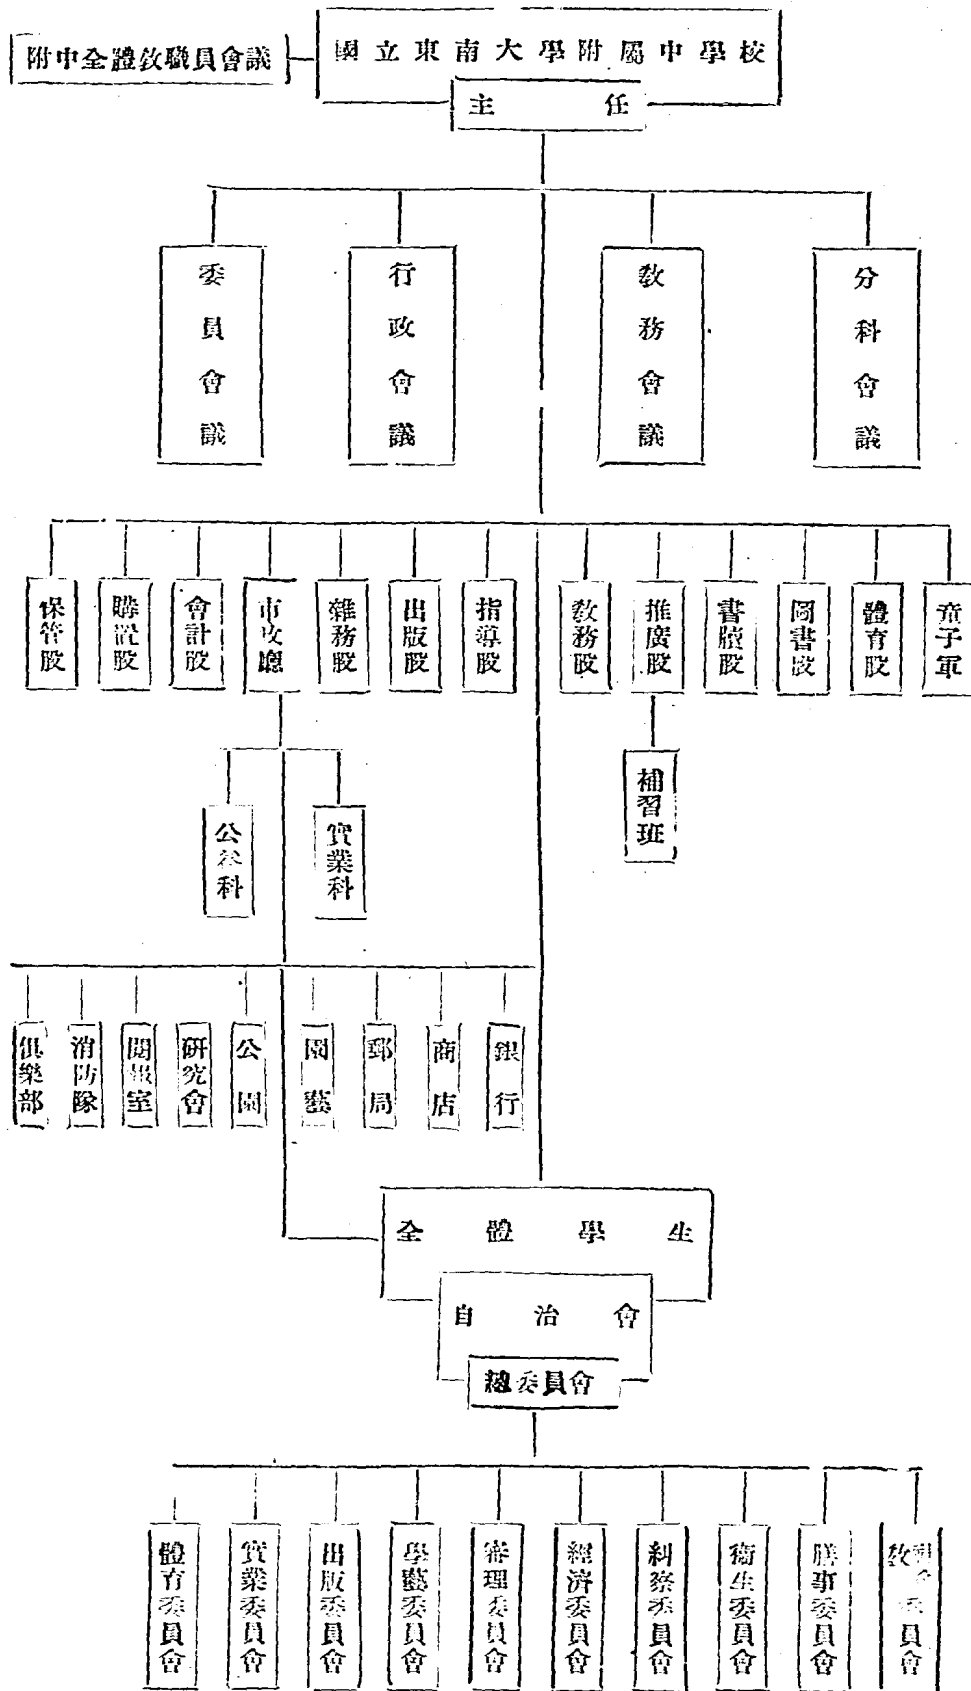 國立東南大學附屬中學校
附中全體敎職員會議
主任
委員會議
行政會議
敎務會議
分科會議
保管股
購置股
會計股
市政廳
雜務股
出版股
指導股
敎務股
推廣股
書牘股
圖書股
體育股
童子軍
補習班
公益科
實業科
俱樂部
消防隊
閱報室
研究會
公園
園藝
郵局
商店
銀行
全體學生
自治會
總委員會
體育委員會
實業委員會
出版委員會
學藝委員會
審理委員會
經濟委員會
糾察委員會
衞生委員會
膳事委員會
敎委員會